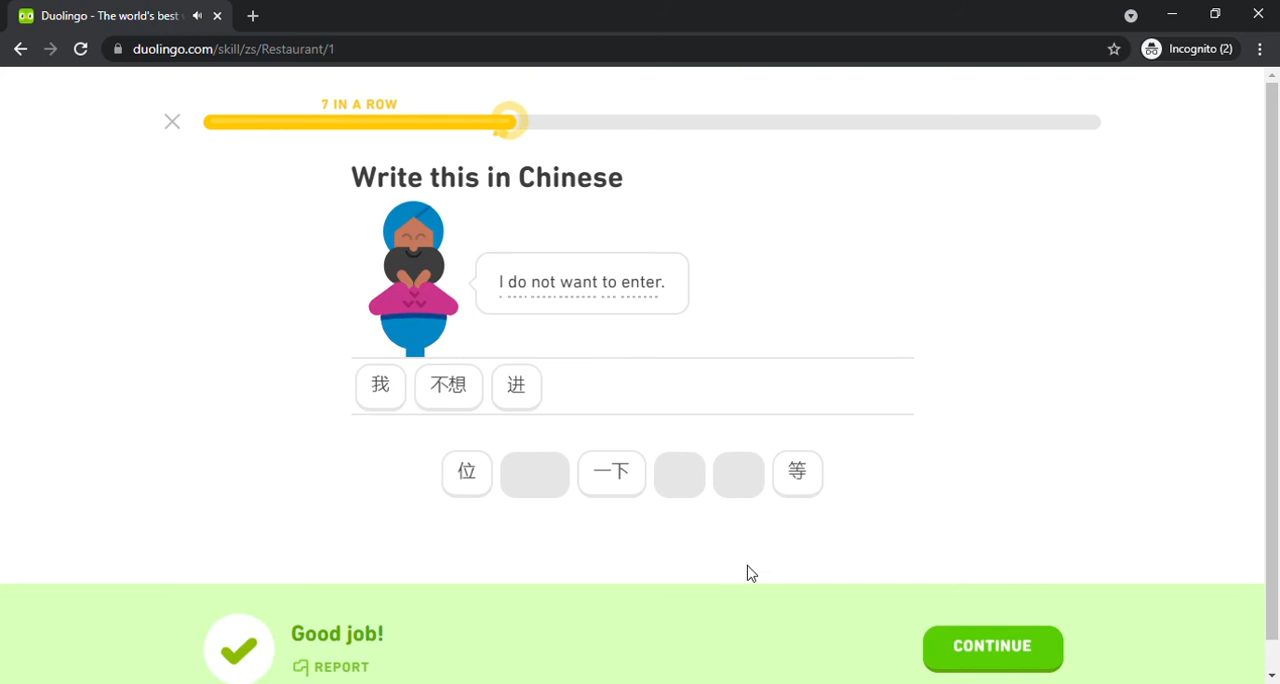 Duolingo - The world's best
duolingo.com/skill/zs/Restaurant/1
Incognito (2)
7 IN A ROW
Write this in Chinese
I do not want to enter.
我 不想 进
位 一下 等
Good job!
REPORT
CONTINUE